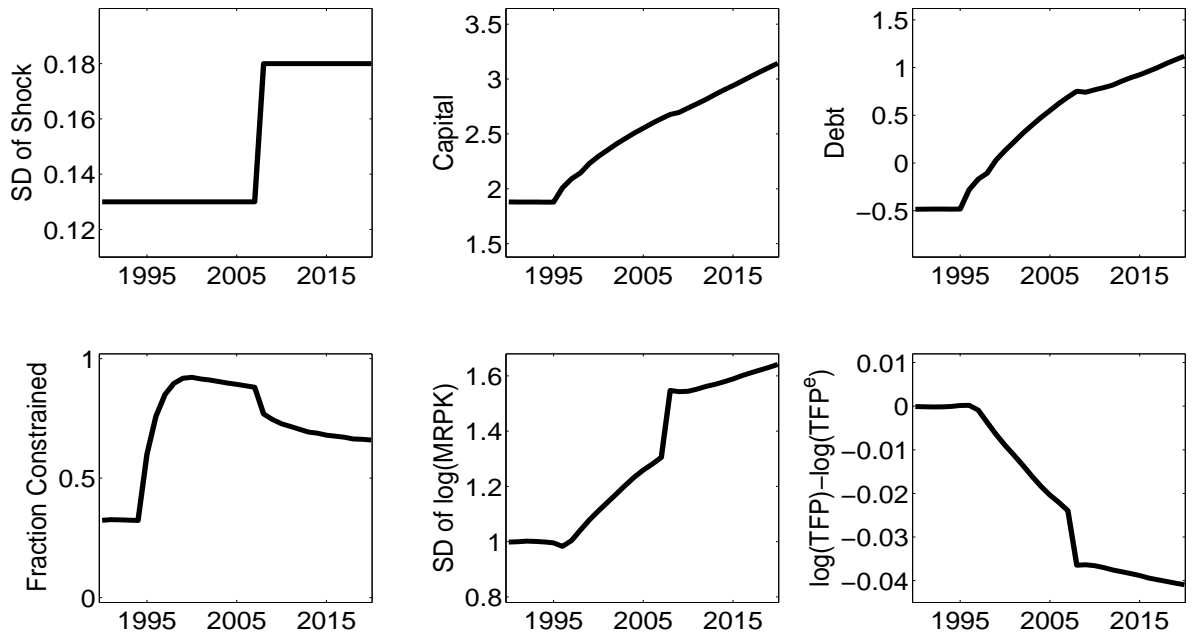 SD of Shock
0.18
0.16
0.14
0.12
1995 2005 2015
Capital
3.5
3
2.5
2
1.5
1995 2005 2015
Debt
1.5
1
0.5
0
−0.5
1995 2005 2015
Fraction Constrained
1
0.5
0
1995 2005 2015
SD of log(MRPK)
1.6
1.4
1.2
1
0.8
1995 2005 2015
log(TFP)−log(TFPᵉ)
0.01
0
−0.01
−0.02
−0.03
−0.04
1995 2005 2015